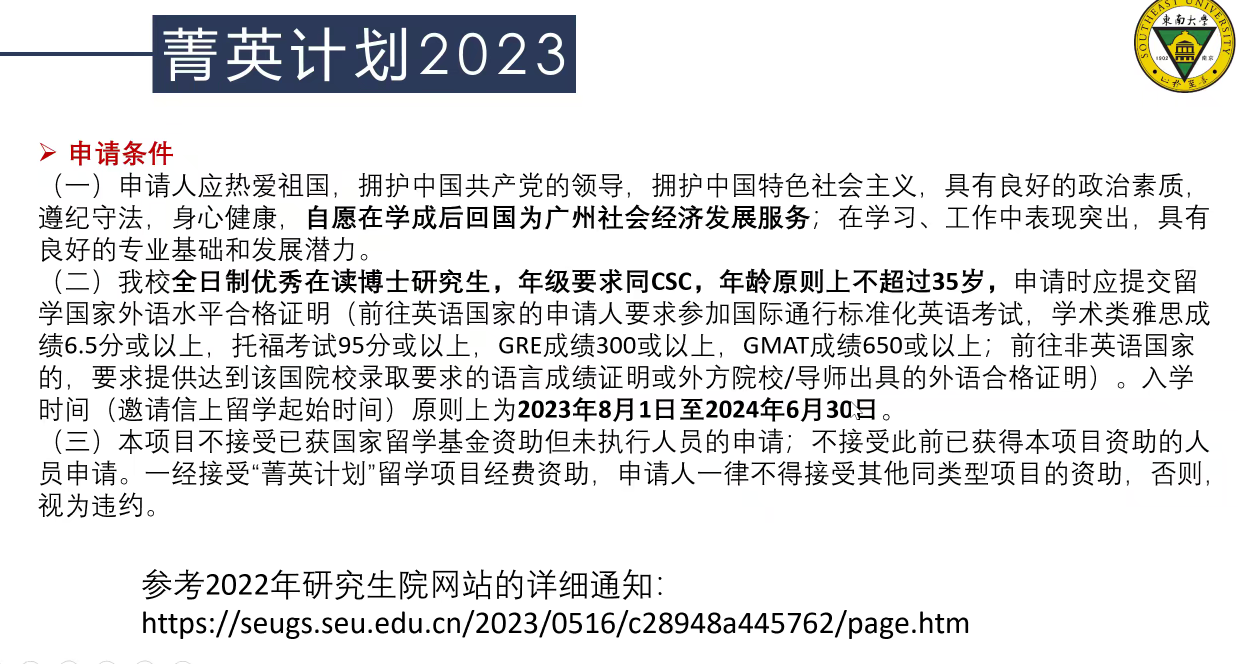 菁英计划2023
SOUTHEAST UNIVERSITY
東南大學
1902 南京
➢ 申请条件
（一）申请人应热爱祖国，拥护中国共产党的领导，拥护中国特色社会主义，具有良好的政治素质，
遵纪守法，身心健康，自愿在学成后回国为广州社会经济发展服务；在学习、工作中表现突出，具有
良好的专业基础和发展潜力。
（二）我校全日制优秀在读博士研究生，年级要求同CSC，年龄原则上不超过35岁，申请时应提交留
学国家外语水平合格证明（前往英语国家的申请人要求参加国际通行标准化英语考试，学术类雅思成
绩6.5分或以上，托福考试95分或以上，GRE成绩300或以上，GMAT成绩650或以上；前往非英语国家
的，要求提供达到该国院校录取要求的语言成绩证明或外方院校/导师出具的外语合格证明）。入学
时间（邀请信上留学起始时间）原则上为2023年8月1日至2024年6月30日。
（三）本项目不接受已获国家留学基金资助但未执行人员的申请；不接受此前已获得本项目资助的人
员申请。一经接受“菁英计划”留学项目经费资助，申请人一律不得接受其他同类型项目的资助，否则，
视为违约。
参考2022年研究生院网站的详细通知：
https://seugs.seu.edu.cn/2023/0516/c28948a445762/page.htm